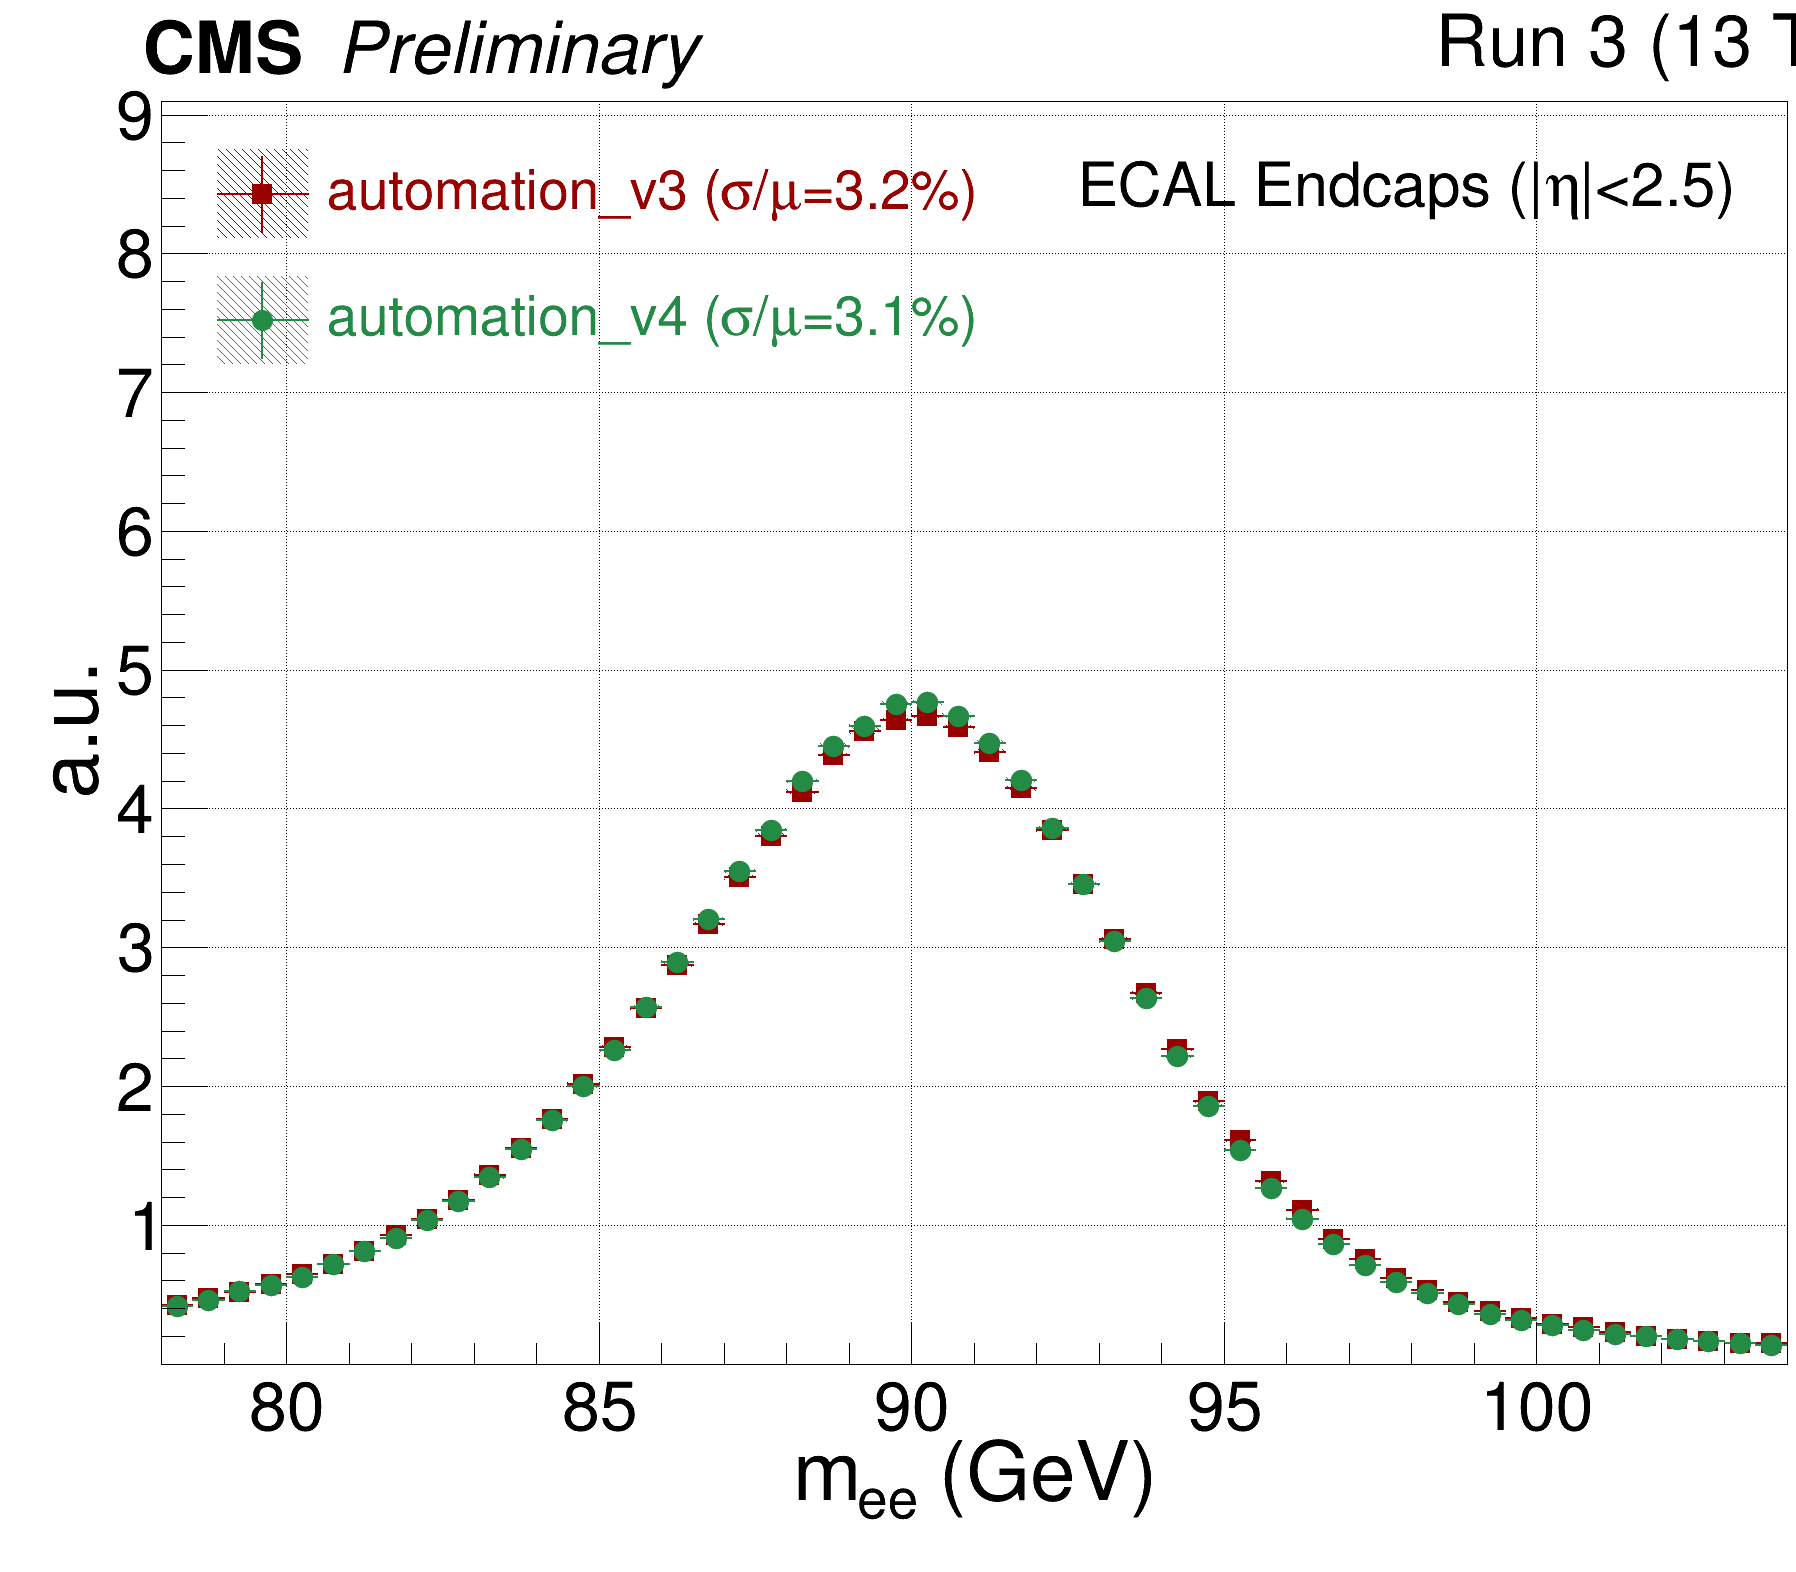 CMS Preliminary Run 3 (13 T
automation_v3 (σ/μ=3.2%)
ECAL Endcaps (|η|<2.5)
automation_v4 (σ/μ=3.1%)
9
8
7
6
5
4
3
2
1
a.u.
80 85 90 95 100
m_ee (GeV)